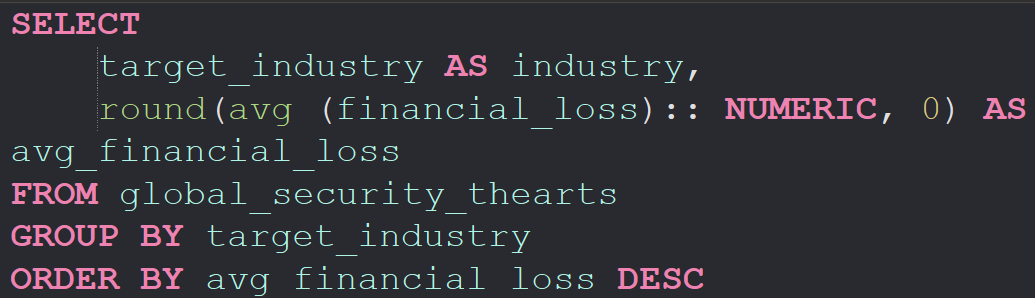 SELECT
target_industry AS industry,
round(avg (financial_loss):: NUMERIC, 0) AS
avg_financial_loss
FROM global_security_thearts
GROUP BY target_industry
ORDER BY avg_financial_loss DESC